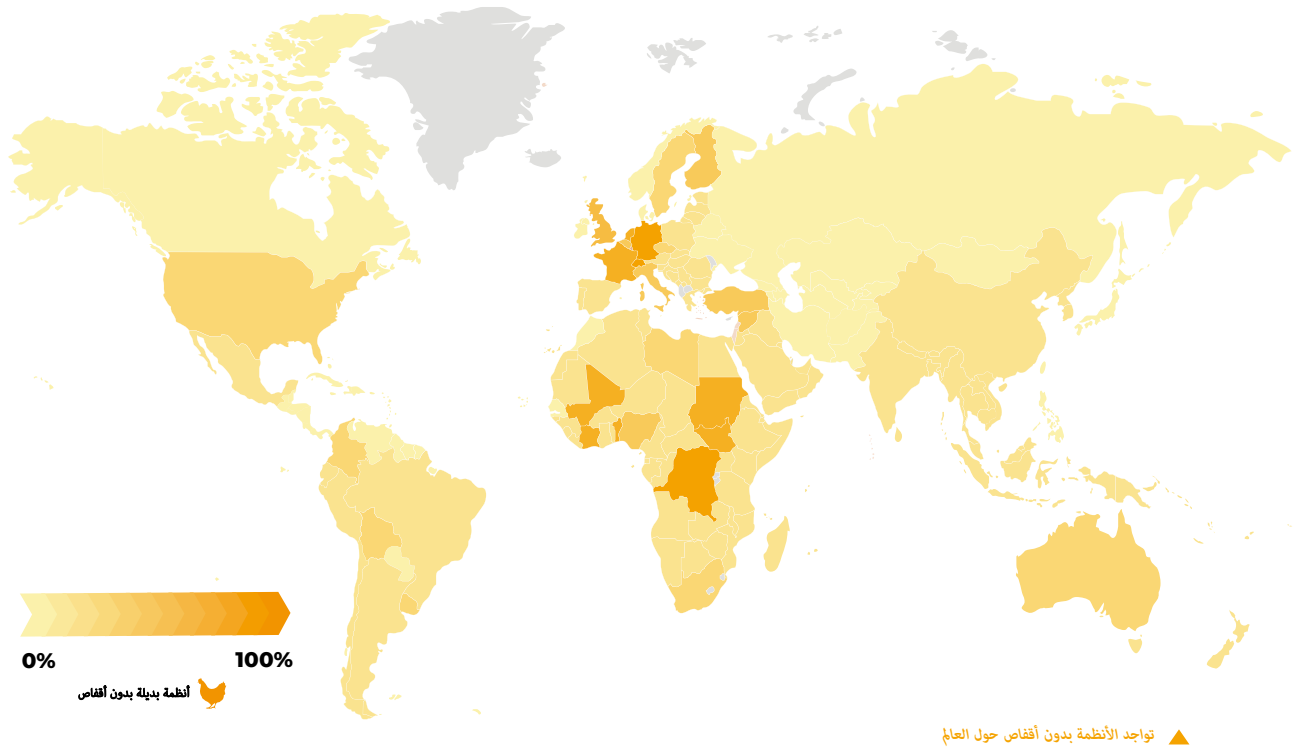 0% 100%
أنظمة بديلة بدون أقفاص
تواجد الأنظمة بدون أقفاص حول العالم